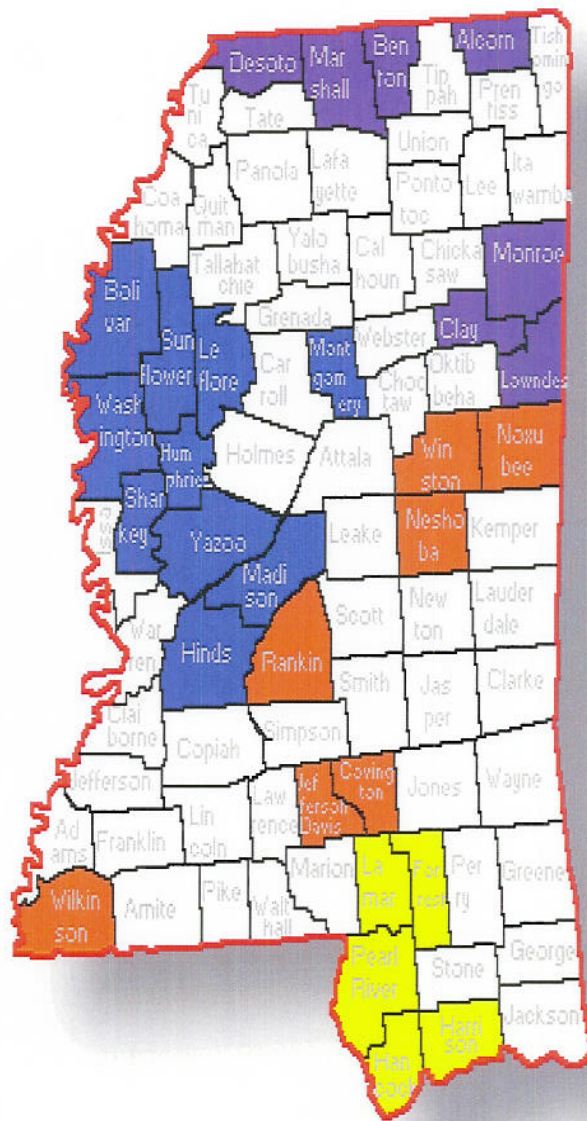 Desoto
Mar
shall
Ben
ton
Tip
pah
Alcorn
Tish
omin
go
Pren
tiss
Tu
ni
ca
Tate
Union
Panola
Lafa
yette
Ponto
toc
Lee
Ita
wamba
Coa
homa
Quit
man
Yalo
busha
Cal
houn
Chicka
saw
Monroe
Tallahat
chie
Boli
var
Sun
flower
Le
flore
Grenada
Car
roll
Mont
gom
ery
Webster
Clay
Choc
taw
Oktib
beha
Lowndes
Wash
ington
Hum
phries
Holmes
Attala
Win
ston
Noxu
bee
Shar
key
Yazoo
Madi
son
Leake
Nesho
ba
Kemper
War
ren
Hinds
Rankin
Scott
New
ton
Lauder
dale
Smith
Jas
per
Clarke
Clai
borne
Copiah
Simpson
Jefferson
Law
rence
Jef
ferson
Davis
Coving
ton
Jones
Wayne
Ad
ams
Franklin
Lin
coln
Wilkin
son
Amite
Pike
Walt
hall
Marion
La
mar
For
rest
Per
ry
Greene
Pearl
River
Stone
George
Han
cock
Harri
son
Jackson